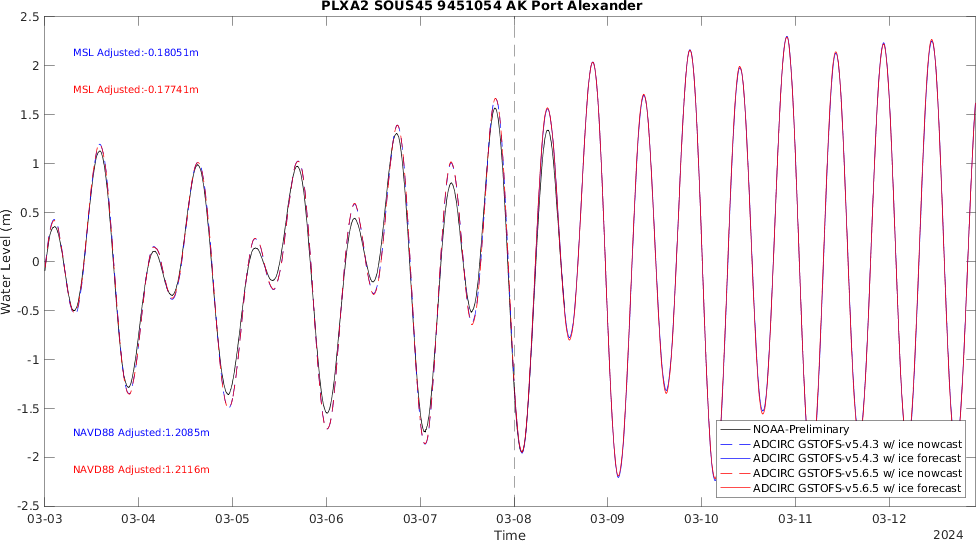 PLXA2 SOUS45 9451054 AK Port Alexander
2.5
2
1.5
1
0.5
0
-0.5
-1
-1.5
-2
-2.5
Water Level (m)
MSL Adjusted:-0.18051m
MSL Adjusted:-0.17741m
NAVD88 Adjusted:1.2085m
NAVD88 Adjusted:1.2116m
NOAA-Preliminary
ADCIRC GSTOFS-v5.4.3 w/ ice nowcast
ADCIRC GSTOFS-v5.4.3 w/ ice forecast
ADCIRC GSTOFS-v5.6.5 w/ ice nowcast
ADCIRC GSTOFS-v5.6.5 w/ ice forecast
03-03 03-04 03-05 03-06 03-07 03-08 03-09 03-10 03-11 03-12
Time
2024